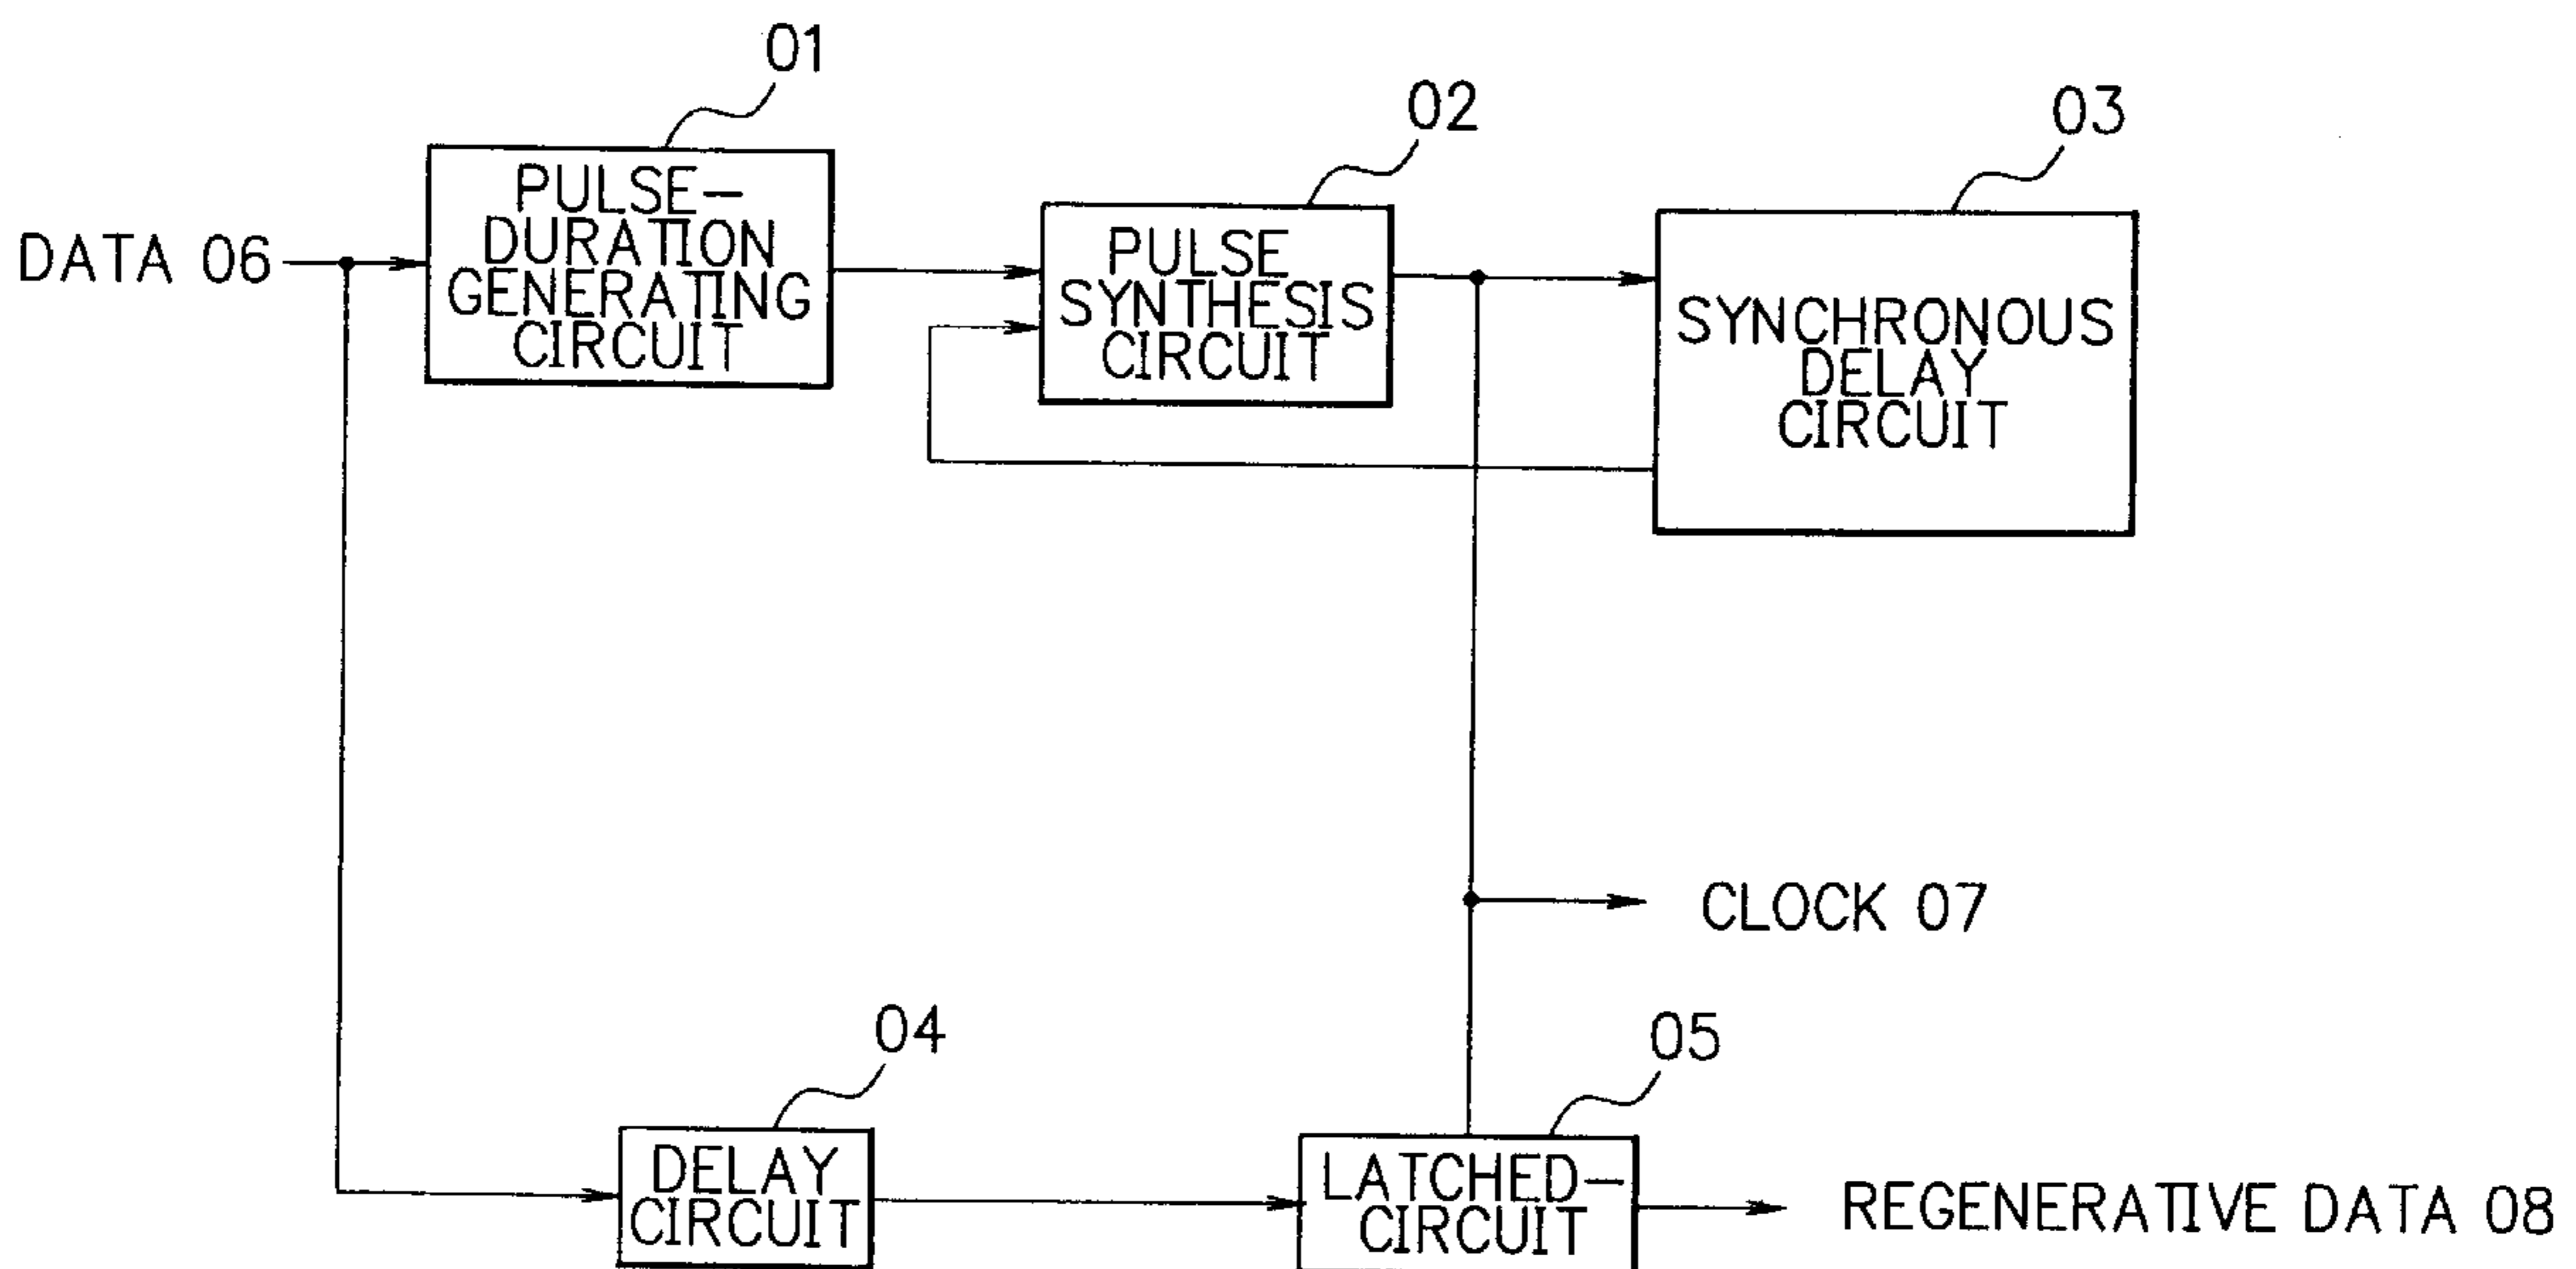 01
02
03
PULSE-
DURATION
GENERATING
CIRCUIT
DATA 06
PULSE
SYNTHESIS
CIRCUIT
SYNCHRONOUS
DELAY
CIRCUIT
CLOCK 07
04
05
DELAY
CIRCUIT
LATCHED-
CIRCUIT
REGENERATIVE DATA 08